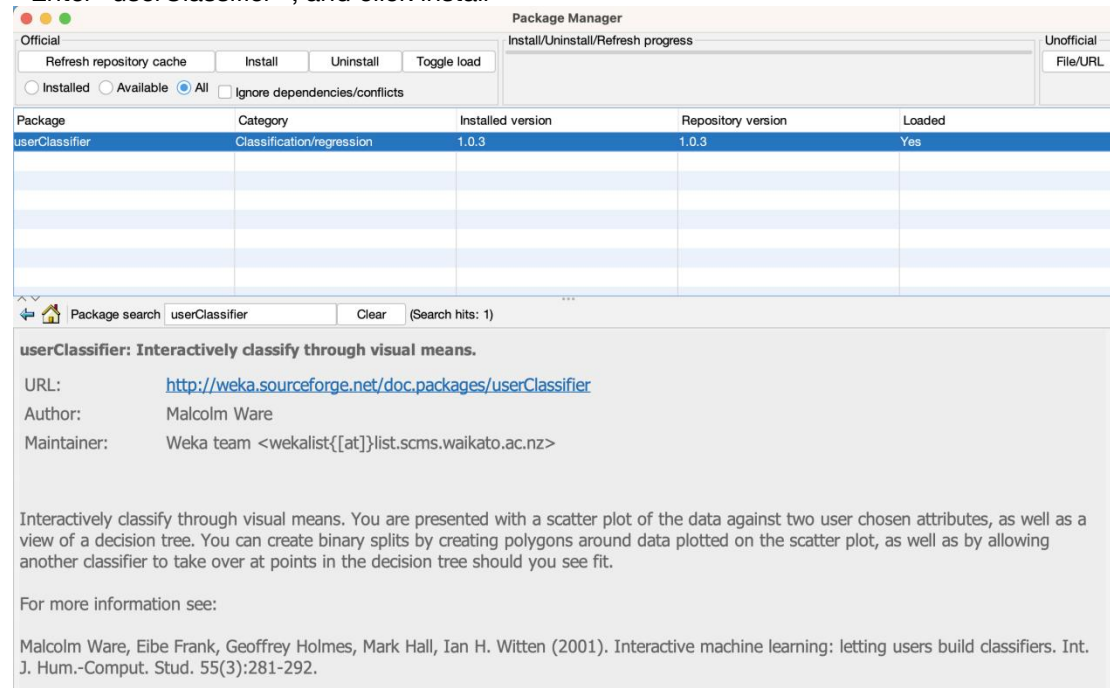 Enter "userClassifier", and click Install
Package Manager
Official
Install/Uninstall/Refresh progress
Unofficial
Refresh repository cache Install Uninstall Toggle load
File/URL
Installed Available All Ignore dependencies/conflicts
Package Category Installed version Repository version Loaded
userClassifier Classification/regression 1.0.3 1.0.3 Yes
Package search userClassifier Clear (Search hits: 1)
userClassifier: Interactively classify through visual means.
URL: http://weka.sourceforge.net/doc.packages/userClassifier
Author: Malcolm Ware
Maintainer: Weka team <wekalist{[at]}list.scms.waikato.ac.nz>
Interactively classify through visual means. You are presented with a scatter plot of the data against two user chosen attributes, as well as a
view of a decision tree. You can create binary splits by creating polygons around data plotted on the scatter plot, as well as by allowing
another classifier to take over at points in the decision tree should you see fit.
For more information see:
Malcolm Ware, Eibe Frank, Geoffrey Holmes, Mark Hall, Ian H. Witten (2001). Interactive machine learning: letting users build classifiers. Int.
J. Hum.-Comput. Stud. 55(3):281-292.